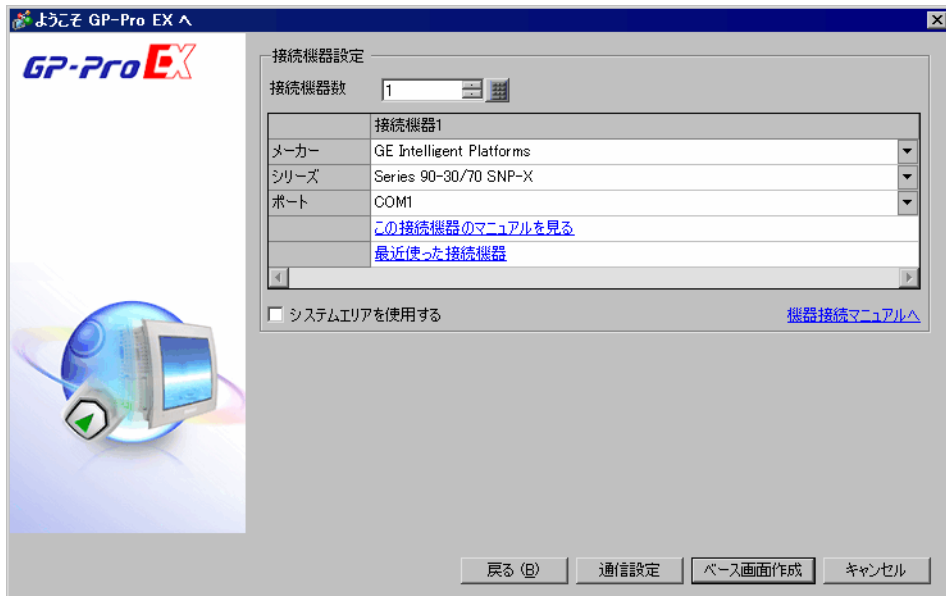 ようこそ GP-Pro EX へ
GP-Pro EX
接続機器設定
接続機器数 1
接続機器1
メーカー GE Intelligent Platforms
シリーズ Series 90-30/70 SNP-X
ポート COM1
この接続機器のマニュアルを見る
最近使った接続機器
システムエリアを使用する 機器接続マニュアルへ
戻る (B) 通信設定 ベース画面作成 キャンセル